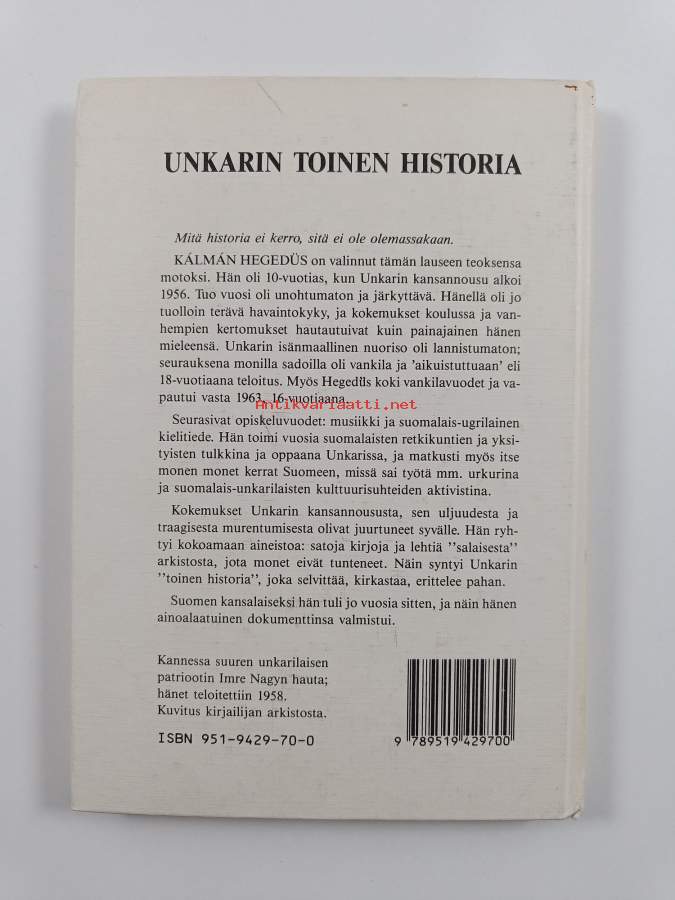 UNKARIN TOINEN HISTORIA
Mitä historia ei kerro, sitä ei ole olemassakaan.
KÁLMÁN HEGEDÜS on valinnut tämän lauseen teoksensa
motoksi. Hän oli 10-vuotias, kun Unkarin kansannousu alkoi
1956. Tuo vuosi oli unohtumaton ja järkyttävä. Hänellä oli jo
tuolloin terävä havaintokyky, ja kokemukset koulussa ja van-
hempien kertomukset hautautuivat kuin painajainen hänen
mieleensä. Unkarin isänmaallinen nuoriso oli lannistumaton;
seurauksena monilla sadoilla oli vankila ja 'aikuistuttuaan' eli
18-vuotiaana teloitus. Myös Hegedüs koki vankilavuodet ja va-
pautui vasta 1963, 16-vuotiaana.
Antikvariaatti.net
Seurasivat opiskeluvuodet: musiikki ja suomalais-ugrilainen
kielitiede. Hän toimi vuosia suomalaisten retkikuntien ja yksi-
tyisten tulkkina ja oppaana Unkarissa, ja matkusti myös itse
monen monet kerrat Suomeen, missä sai työtä mm. urkurina
ja suomalais-unkarilaisten kulttuurisuhteiden aktivistina.
Kokemukset Unkarin kansannoususta, sen uljuudesta ja
traagisesta murentumisesta olivat juurtuneet syvälle. Hän ryh-
tyi kokoamaan aineistoa: satoja kirjoja ja lehtiä ''salaisesta''
arkistosta, jota monet eivät tunteneet. Näin syntyi Unkarin
''toinen historia'', joka selvittää, kirkastaa, erittelee pahan.
Suomen kansalaiseksi hän tuli jo vuosia sitten, ja näin hänen
ainoalaatuinen dokumenttinsa valmistui.
Kannessa suuren unkarilaisen
patriootin Imre Nagyn hauta;
hänet teloitettiin 1958.
Kuvitus kirjailijan arkistosta.
ISBN 951-9429-70-0
9 789519 429700